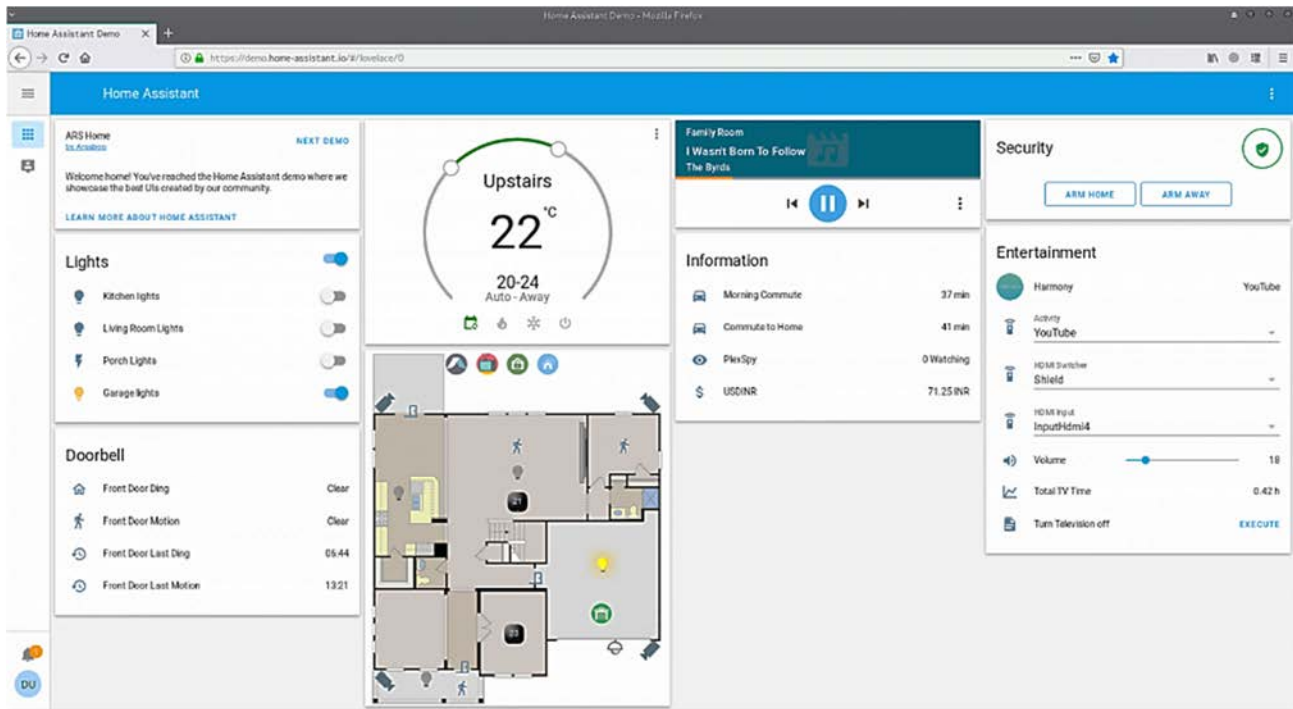 Home Assistant Demo - Mozilla Firefox
Home Assistant Demo
https://demo.home-assistant.io/#/lovelace/0
Home Assistant
ARS Home
NEXT DEMO
Welcome home! You've reached the Home Assistant demo where we
showcase the best UIs created by our community.
LEARN MORE ABOUT HOME ASSISTANT
Lights
Kitchen lights
Living Room Lights
Porch Lights
Garage lights
Doorbell
Front Door Ding Clear
Front Door Motion Clear
Front Door Last Ding 06:44
Front Door Last Motion 13:21
DU
Upstairs
22 °C
20-24
Auto - Away
21
23
Family Room
I Wasn't Born To Follow
The Byrds
Information
Morning Commute 37 min
Commute to Home 41 min
PlexSpy 0 Watching
USDINR 71.25 INR
Security
ARM HOME ARM AWAY
Entertainment
Harmony YouTube
Activity
YouTube
HDMI Switcher
Shield
HDMI Input
InputHdmi4
Volume 18
Total TV Time 0.42 h
Turn Television off EXECUTE